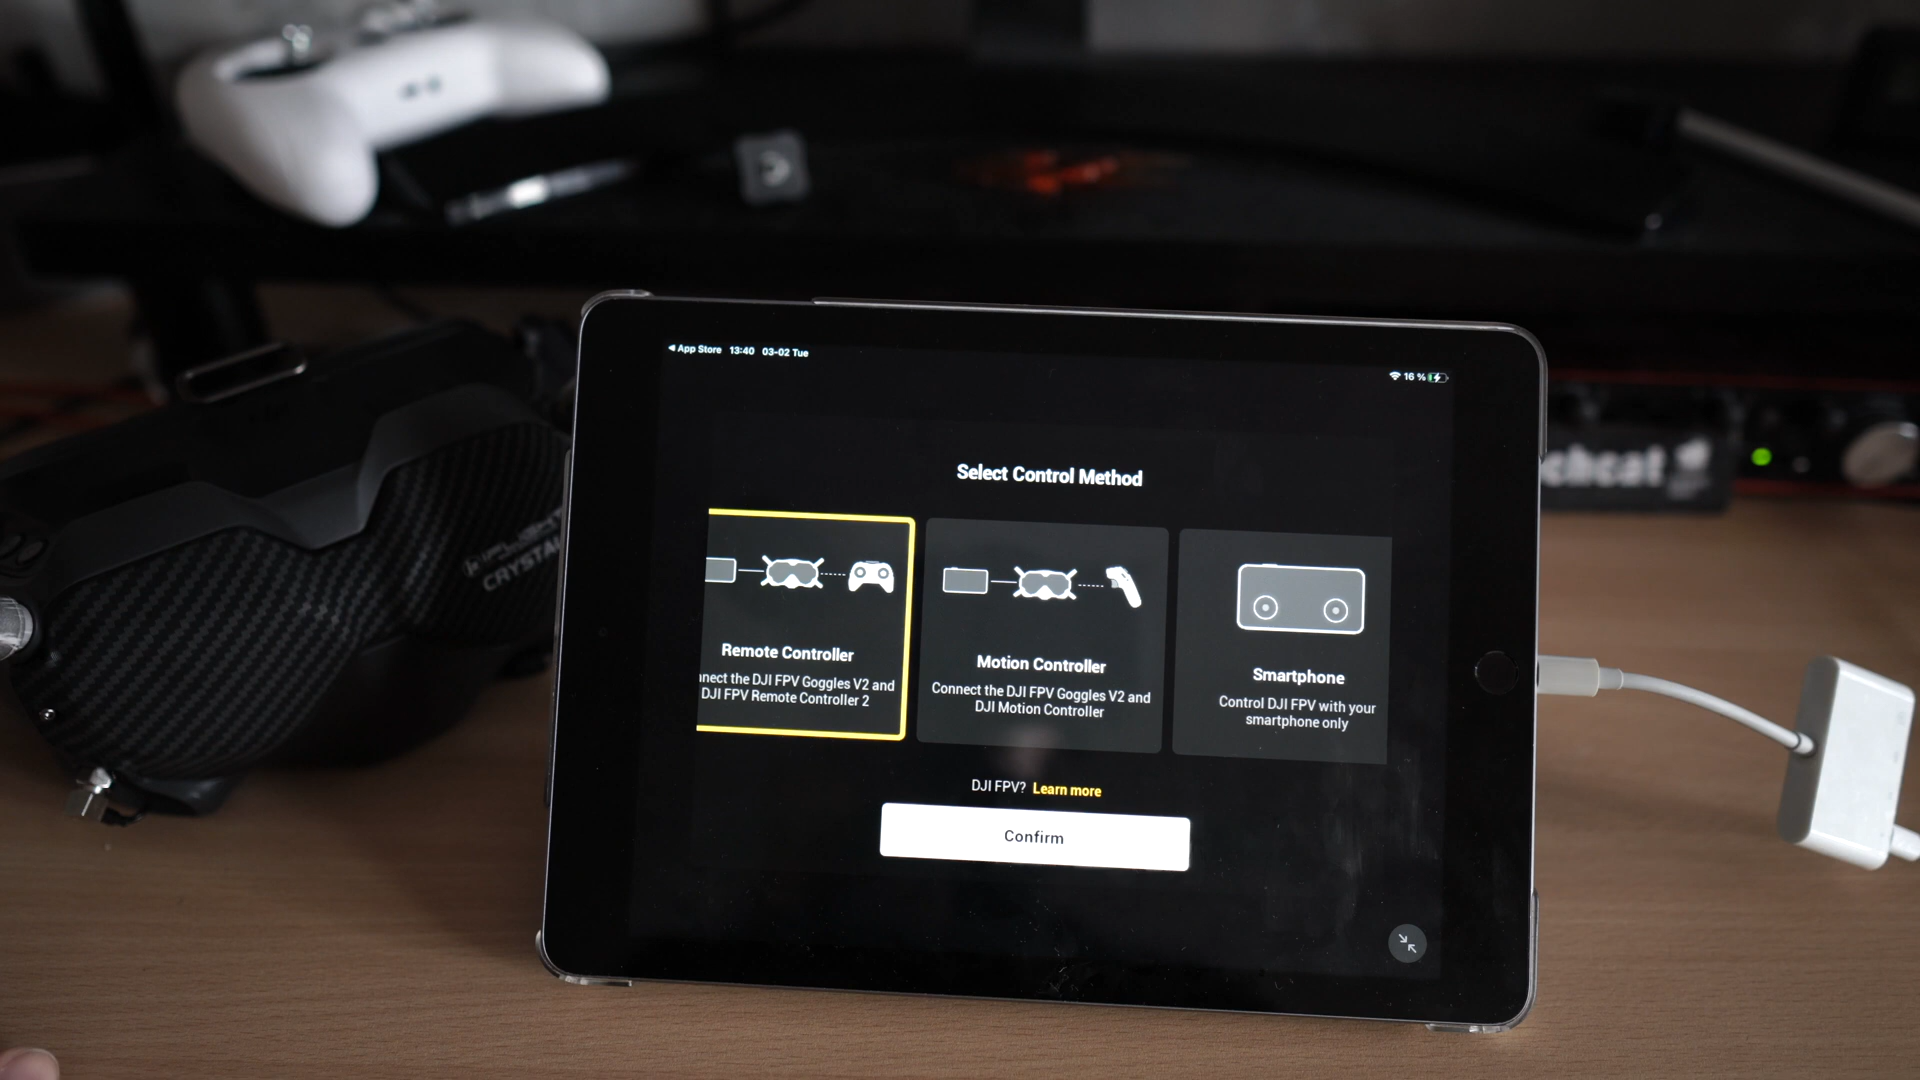 ◀ App Store 13:40 03-02 Tue
16 %
Select Control Method
Remote Controller
nnect the DJI FPV Goggles V2 and
DJI FPV Remote Controller 2
Motion Controller
Connect the DJI FPV Goggles V2 and
DJI Motion Controller
Smartphone
Control DJI FPV with your
smartphone only
DJI FPV? Learn more
Confirm
CRYSTAL
chcat